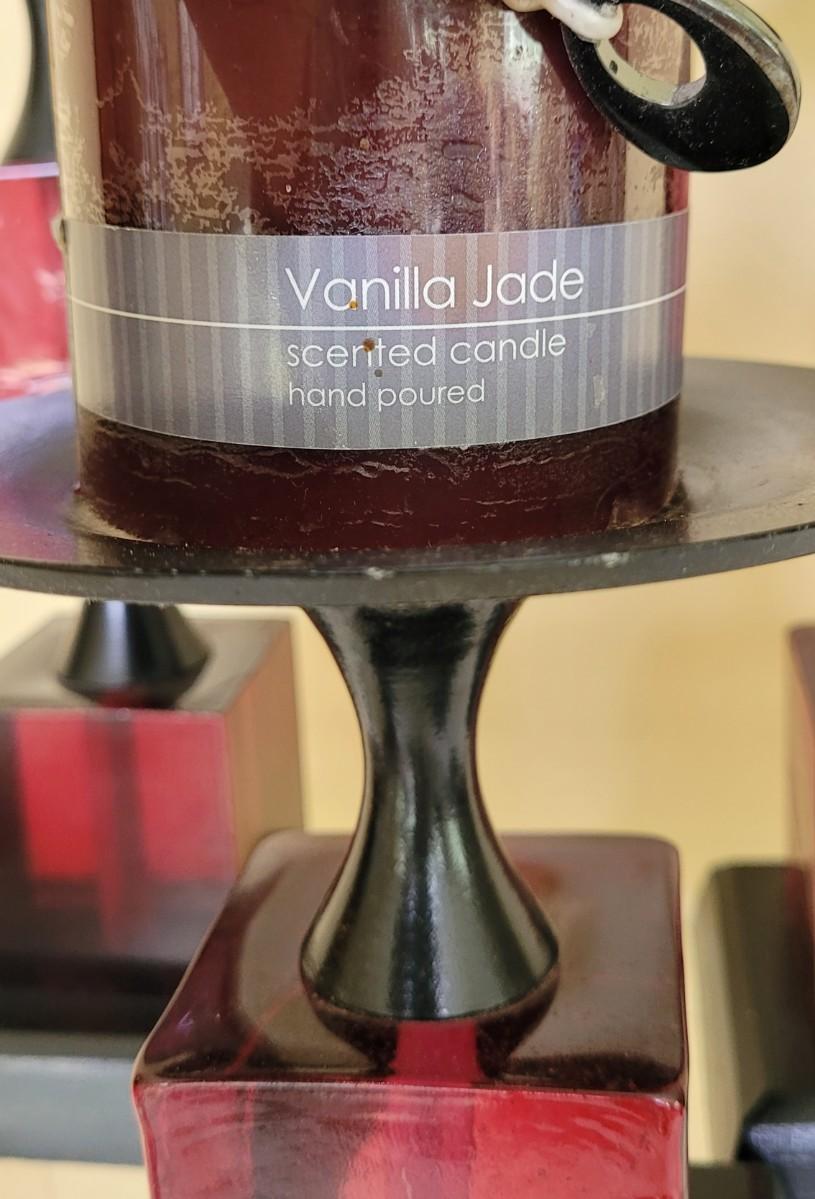 Vanilla Jade
scented candle
hand poured